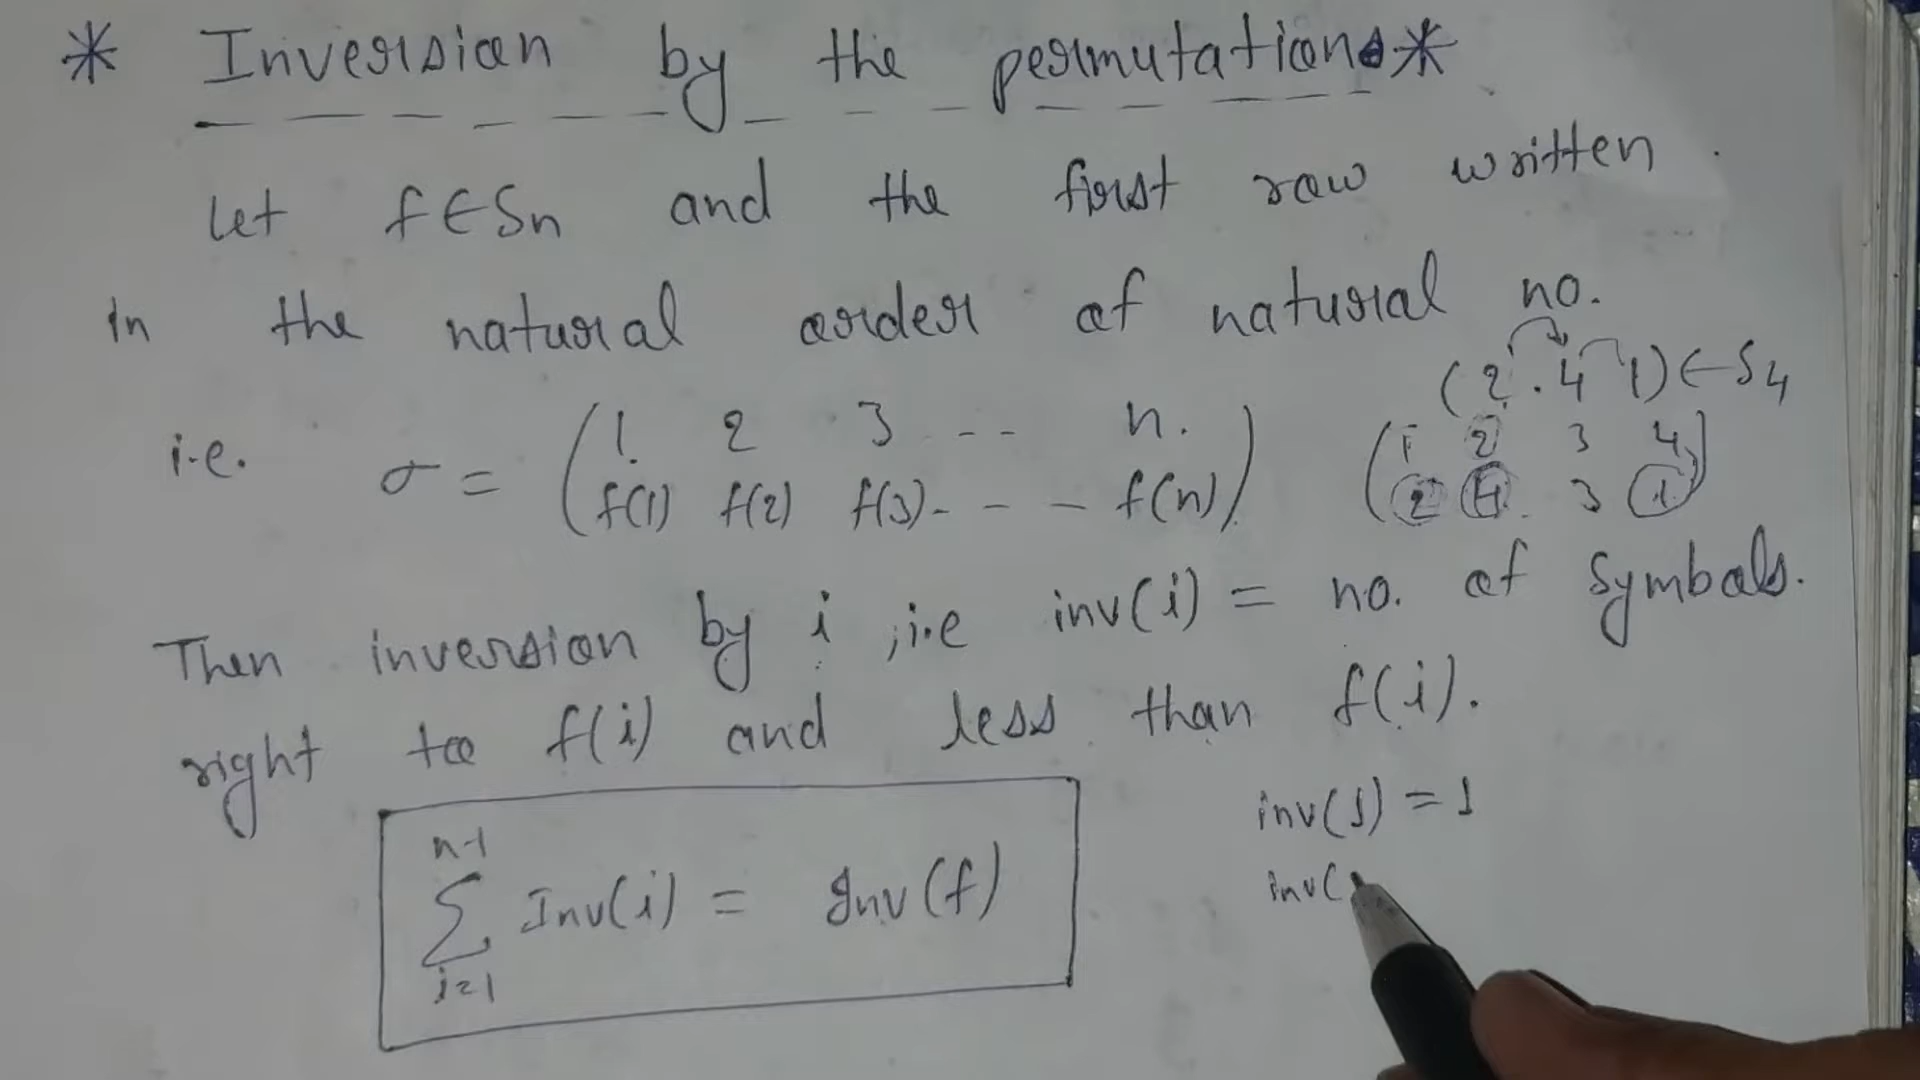 * Inversion by the permutations *
Let f∈Sn and the first raw written
in the natural order of natural no.
(2 4 1)∈S4
i.e. σ = ( 1 2 3 -- n.
f(1) f(2) f(3)- - - f(n) )
( 1 2 3 4
2 4 3 1 )
Then inversion by i, i.e inv(i) = no. of symbols.
right to f(i) and less than f(i).
n-1
∑ Inv(i) = Inv(f)
i=1
inv(1) = 1
inv(